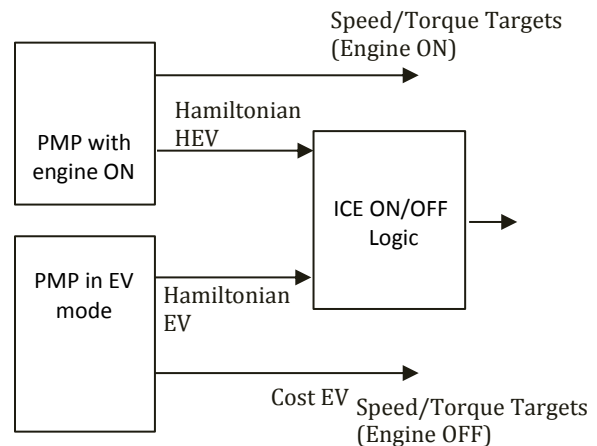 Speed/Torque Targets
(Engine ON)
Hamiltonian
HEV
PMP with
engine ON
ICE ON/OFF
Logic
PMP in EV
mode
Hamiltonian
EV
Cost EV
Speed/Torque Targets
(Engine OFF)